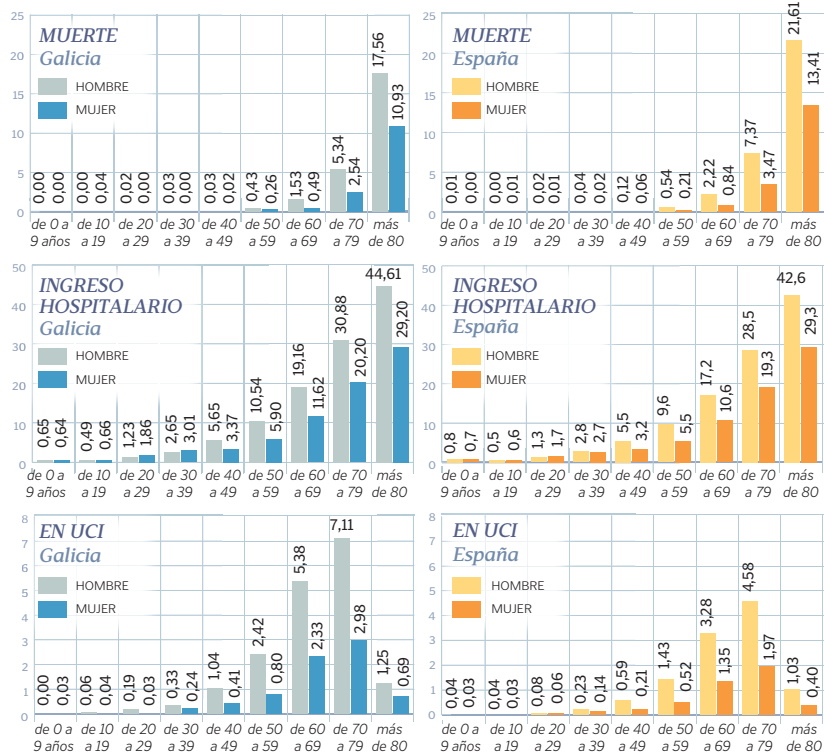 MUERTE
Galicia
HOMBRE
MUJER
25
20
15
10
5
0
0,00 0,00 0,00 0,04 0,02 0,00 0,03 0,00 0,03 0,02 0,43 0,26 1,53 0,49 5,34 2,54 17,56 10,93
de 0 a de 10 de 20 de 30 de 40 de 50 de 60 de 70 más
9 años a 19 a 29 a 39 a 49 a 59 a 69 a 79 de 80
MUERTE
España
HOMBRE
MUJER
25
20
15
10
5
0
0,01 0,00 0,00 0,01 0,02 0,01 0,04 0,02 0,12 0,06 0,54 0,21 2,22 0,84 7,37 3,47 21,61 13,41
de 0 a de 10 de 20 de 30 de 40 de 50 de 60 de 70 más
9 años a 19 a 29 a 39 a 49 a 59 a 69 a 79 de 80
INGRESO
HOSPITALARIO
Galicia
HOMBRE
MUJER
50
40
30
20
10
0
0,65 0,64 0,49 0,66 1,23 1,86 2,65 3,01 5,65 3,37 10,54 5,90 19,16 11,62 30,88 20,20 44,61 29,20
de 0 a de 10 de 20 de 30 de 40 de 50 de 60 de 70 más
9 años a 19 a 29 a 39 a 49 a 59 a 69 a 79 de 80
INGRESO
HOSPITALARIO
España
HOMBRE
MUJER
50
40
30
20
10
0
0,8 0,7 0,5 0,6 1,3 1,7 2,8 2,7 5,5 3,2 9,6 5,5 17,2 10,6 28,5 19,3 42,6 29,3
de 0 a de 10 de 20 de 30 de 40 de 50 de 60 de 70 más
9 años a 19 a 29 a 39 a 49 a 59 a 69 a 79 de 80
EN UCI
Galicia
HOMBRE
MUJER
8
7
6
5
4
3
2
1
0
0,00 0,03 0,06 0,04 0,19 0,03 0,33 0,24 1,04 0,41 2,42 0,80 5,38 2,33 7,11 2,98 1,25 0,69
de 0 a de 10 de 20 de 30 de 40 de 50 de 60 de 70 más
9 años a 19 a 29 a 39 a 49 a 59 a 69 a 79 de 80
EN UCI
España
HOMBRE
MUJER
8
7
6
5
4
3
2
1
0
0,04 0,03 0,04 0,03 0,08 0,06 0,23 0,14 0,59 0,21 1,43 0,52 3,28 1,35 4,58 1,97 1,03 0,40
de 0 a de 10 de 20 de 30 de 40 de 50 de 60 de 70 más
9 años a 19 a 29 a 39 a 49 a 59 a 69 a 79 de 80